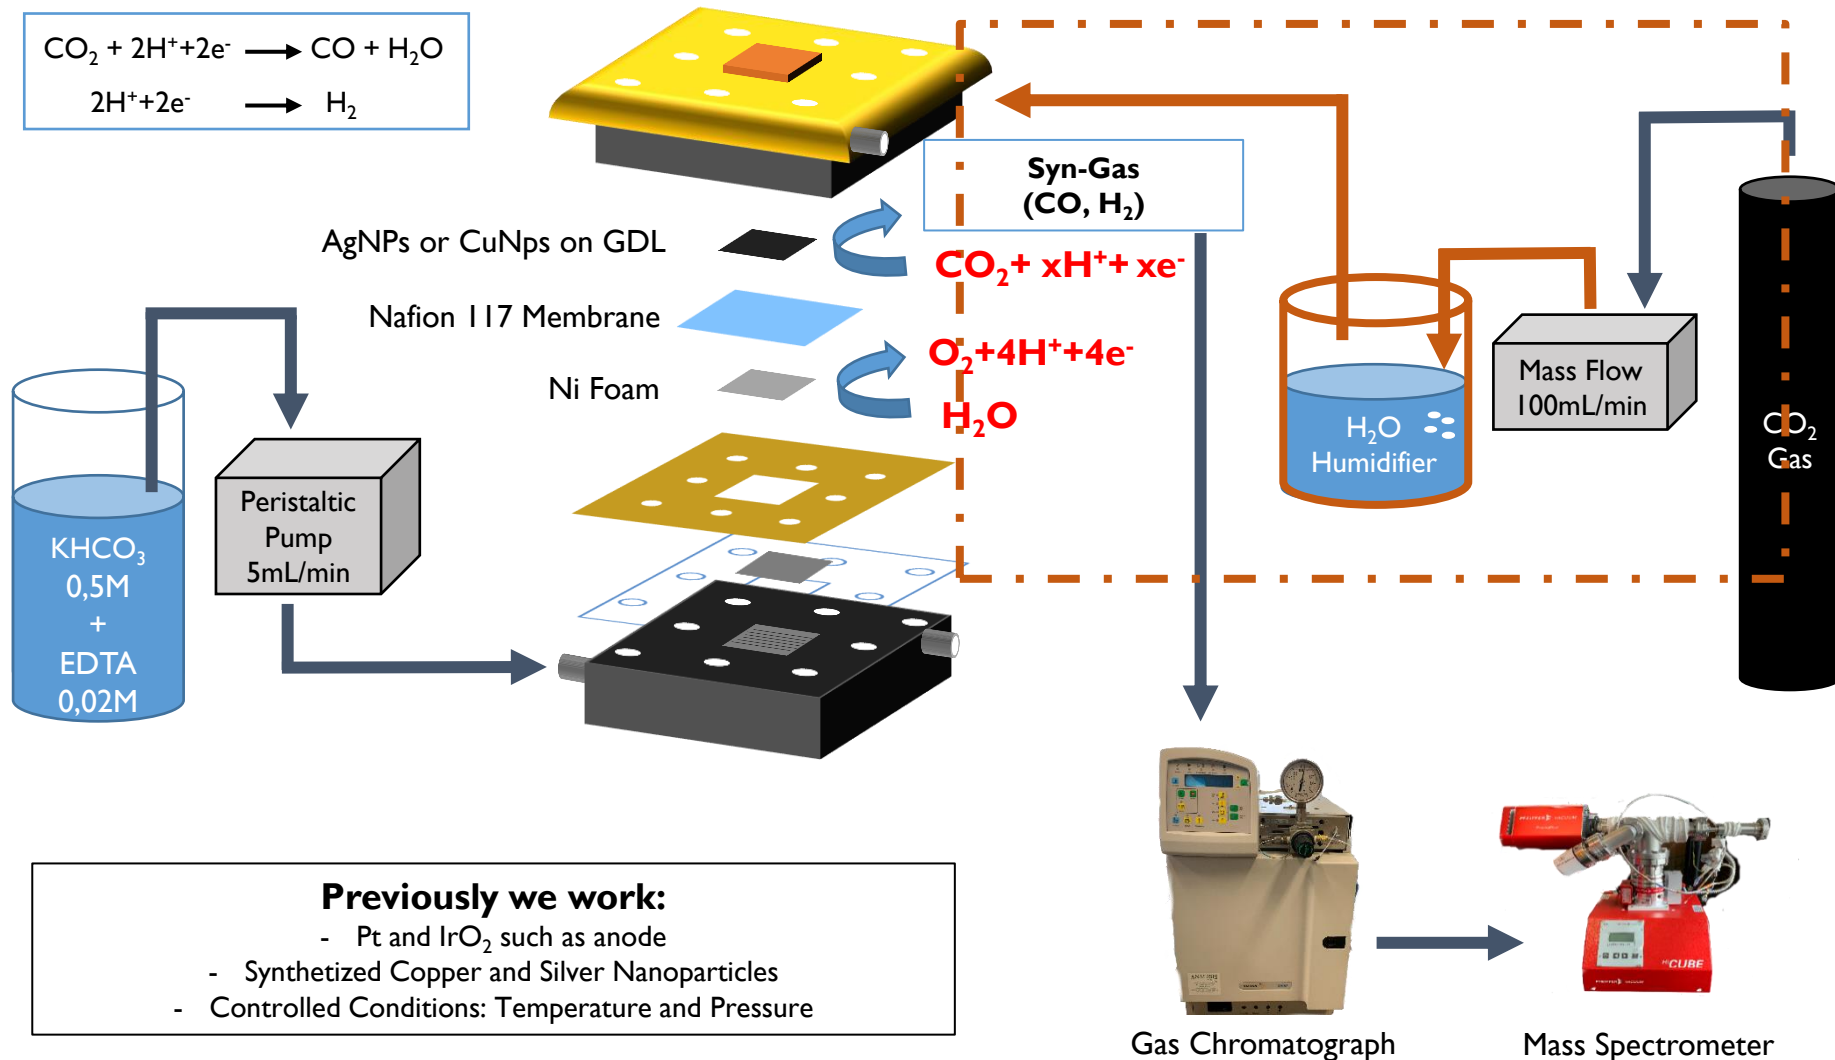 CO₂ + 2H⁺+2e⁻ → CO + H₂O
2H⁺+2e⁻ → H₂
Syn-Gas
(CO, H₂)
AgNPs or CuNps on GDL
CO₂+ xH⁺+ xe⁻
Nafion 117 Membrane
O₂+4H⁺+4e⁻
Ni Foam
H₂O
Mass Flow
100mL/min
H₂O
Humidifier
CO₂
Gas
Peristaltic
Pump
5mL/min
KHCO₃
0,5M
+
EDTA
0,02M
Previously we work:
- Pt and IrO₂ such as anode
- Synthetized Copper and Silver Nanoparticles
- Controlled Conditions: Temperature and Pressure
PFEIFFER VACUUM
CUBE
Gas Chromatograph
Mass Spectrometer